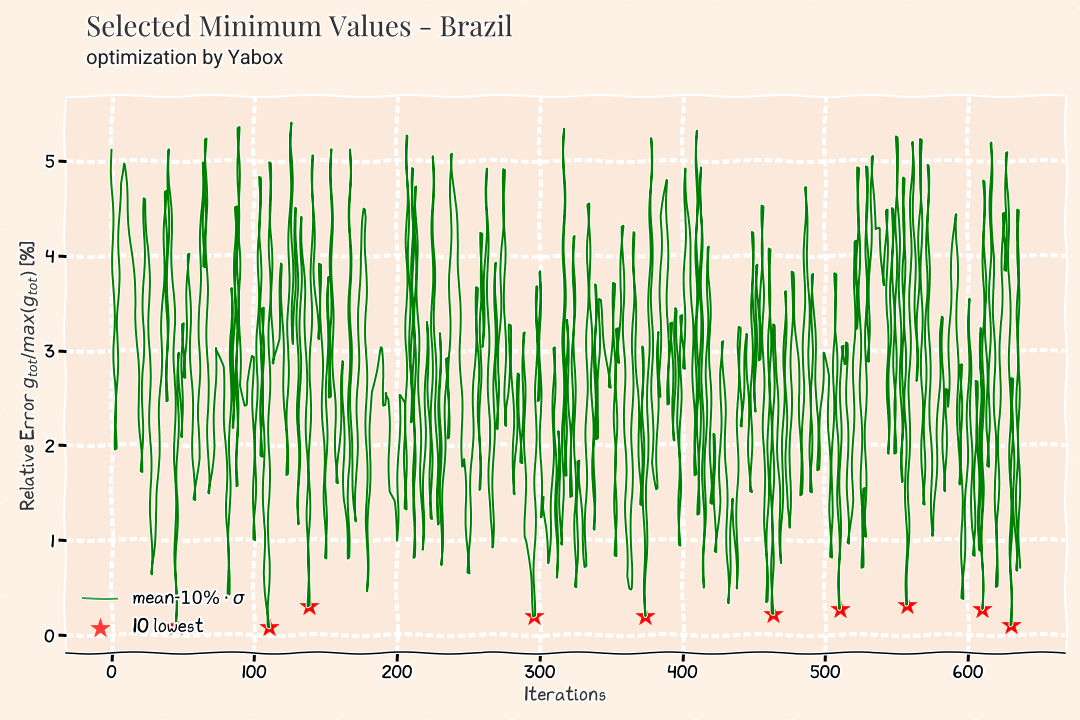 Selected Minimum Values - Brazil
optimization by Yabox
Relative Error g_tot/max(g_tot) [%]
5
4
3
2
1
0
mean-10% · σ
10 lowest
0 100 200 300 400 500 600
Iterations